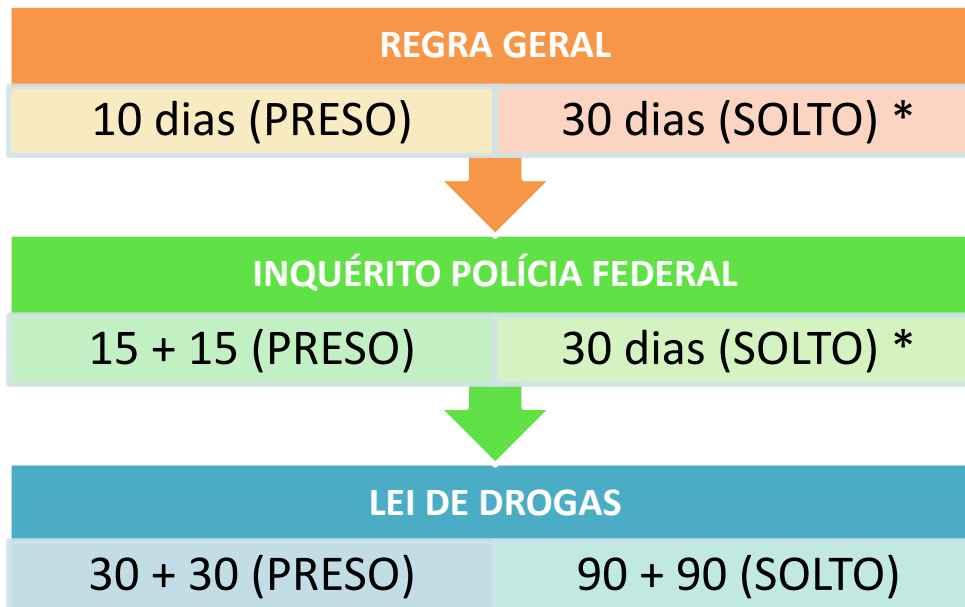 REGRA GERAL
10 dias (PRESO)
30 dias (SOLTO) *
INQUÉRITO POLÍCIA FEDERAL
15 + 15 (PRESO)
30 dias (SOLTO) *
LEI DE DROGAS
30 + 30 (PRESO)
90 + 90 (SOLTO)